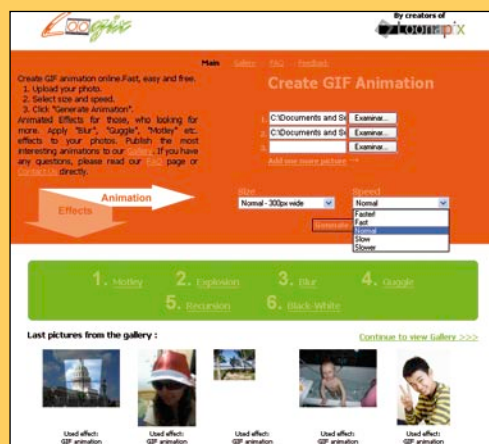 Loogix
By creators of
Loonapix
Main Gallery FAQ Feedback
Create GIF animation online.Fast, easy and free.
1. Upload your photo.
2. Select size and speed.
3. Click "Generate Animation".
Animated Effects for those, who looking for
more. Apply "Blur", "Guggle", "Motley" etc.
effects to your photos. Publish the most
interesting animations to our Gallery. If you have
any questions, please read our FAQ page or
Contact Us directly.
Animation
Effects
Create GIF Animation
1. C:\Documents and Se Examinar...
2. C:\Documents and Se Examinar...
3. Examinar...
Add one more picture →
Size Speed
Normal - 300px wide Normal
Faster!
Fast
Normal
Slow
Slower
Generate
1. Motley 2. Explosion 3. Blur 4. Guggle
5. Recursion 6. Black-White
Last pictures from the gallery : Continue to view Gallery >>>
Used effect: Used effect: Used effect: Used effect: Used effect:
GIF animation GIF animation GIF animation GIF animation GIF animation